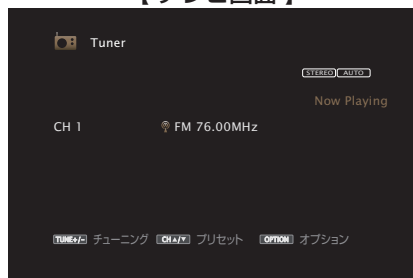 【 テレビ画面 】
Tuner
STEREO AUTO
Now Playing
CH 1 FM 76.00MHz
TUNE+/- チューニング CH▲/▼ プリセット OPTION オプション